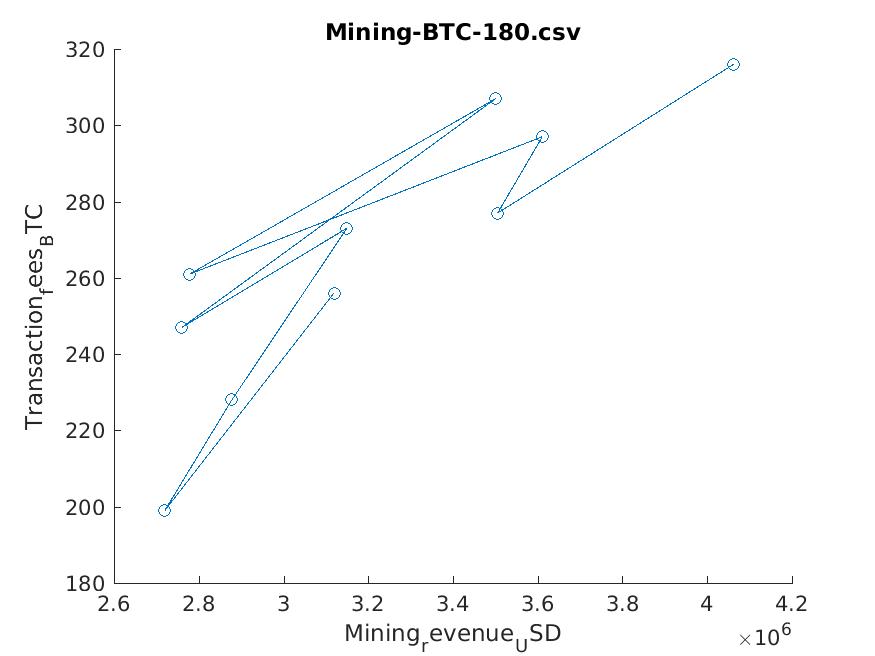 Mining-BTC-180.csv
320
300
280
260
240
220
200
180
Transaction_fees_BTC
2.6 2.8 3 3.2 3.4 3.6 3.8 4 4.2
Mining_revenue_USD
×10^6